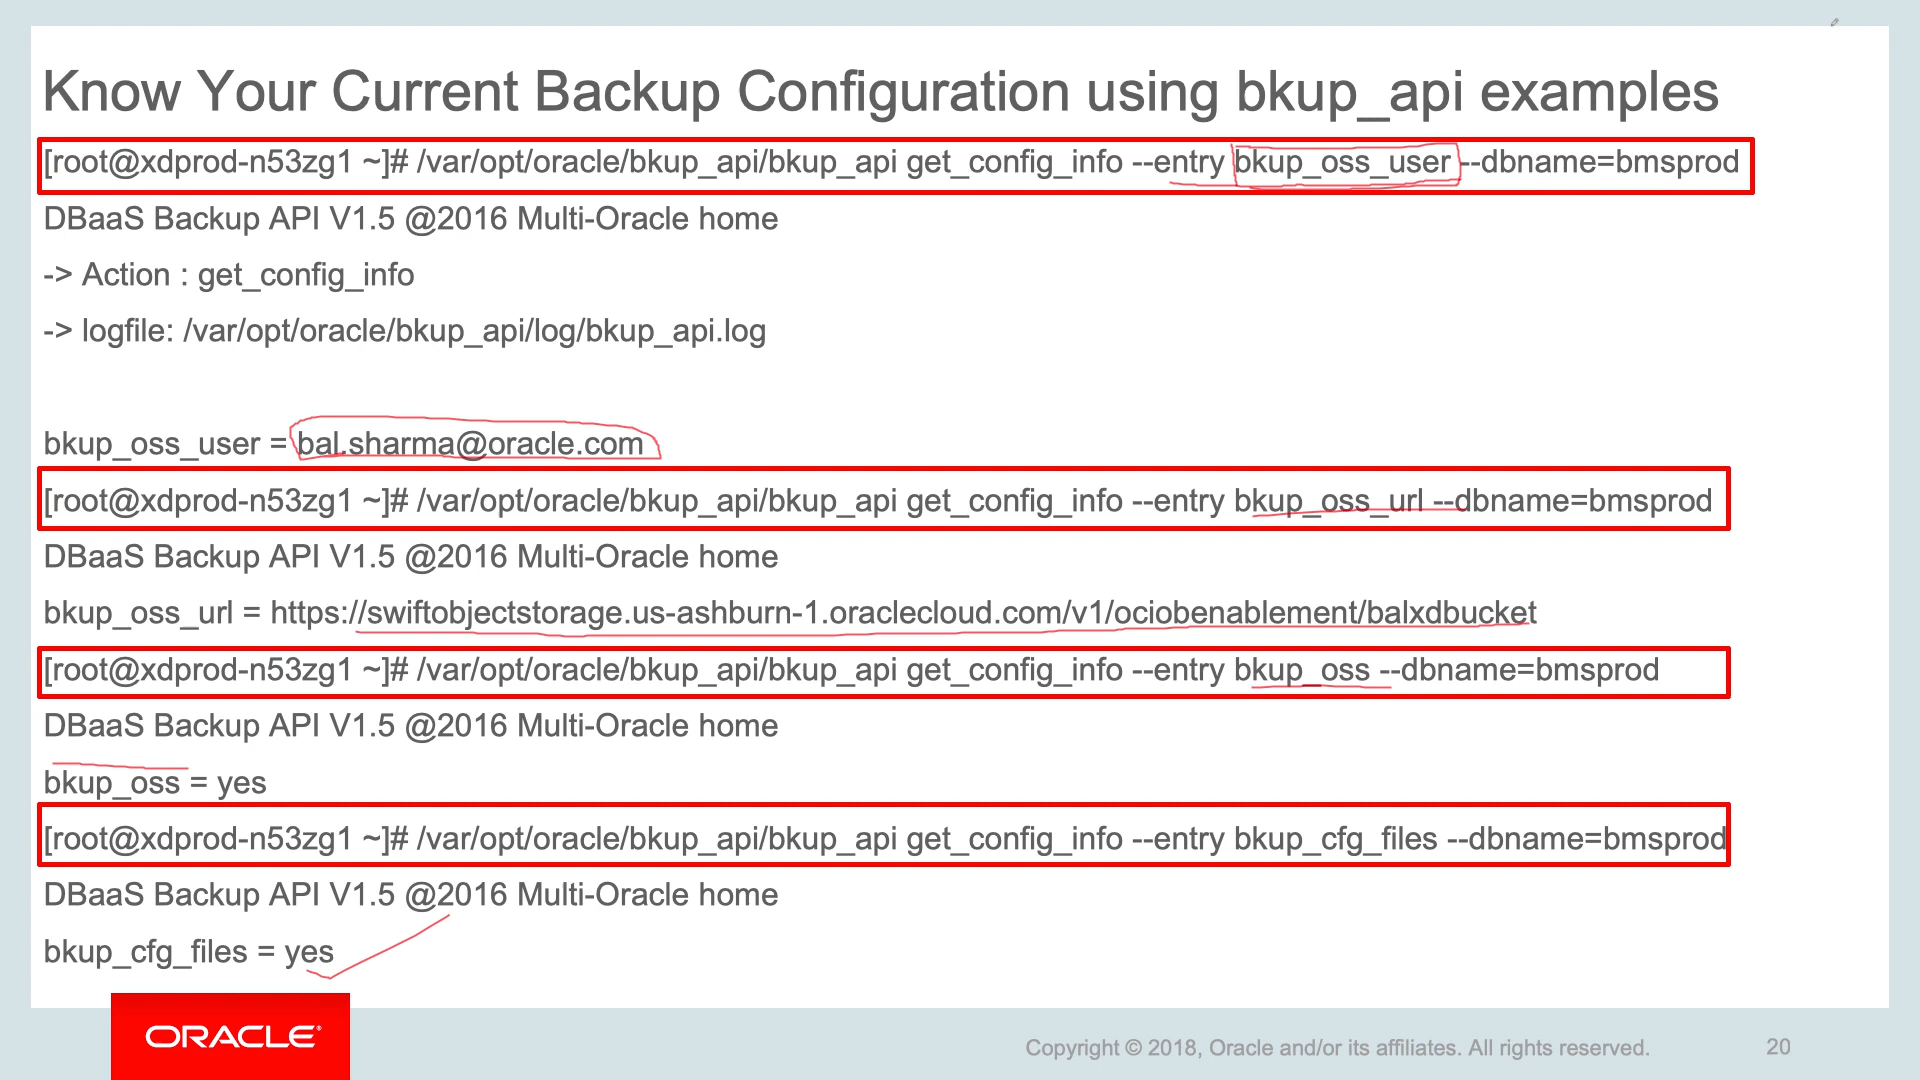 Know Your Current Backup Configuration using bkup_api examples
[root@xdprod-n53zg1 ~]# /var/opt/oracle/bkup_api/bkup_api get_config_info --entry bkup_oss_user --dbname=bmsprod
DBaaS Backup API V1.5 @2016 Multi-Oracle home
-> Action : get_config_info
-> logfile: /var/opt/oracle/bkup_api/log/bkup_api.log
bkup_oss_user = bal.sharma@oracle.com
[root@xdprod-n53zg1 ~]# /var/opt/oracle/bkup_api/bkup_api get_config_info --entry bkup_oss_url --dbname=bmsprod
DBaaS Backup API V1.5 @2016 Multi-Oracle home
bkup_oss_url = https://swiftobjectstorage.us-ashburn-1.oraclecloud.com/v1/ociobenablement/balxdbucket
[root@xdprod-n53zg1 ~]# /var/opt/oracle/bkup_api/bkup_api get_config_info --entry bkup_oss --dbname=bmsprod
DBaaS Backup API V1.5 @2016 Multi-Oracle home
bkup_oss = yes
[root@xdprod-n53zg1 ~]# /var/opt/oracle/bkup_api/bkup_api get_config_info --entry bkup_cfg_files --dbname=bmsprod
DBaaS Backup API V1.5 @2016 Multi-Oracle home
bkup_cfg_files = yes
ORACLE®
Copyright © 2018, Oracle and/or its affiliates. All rights reserved.
20